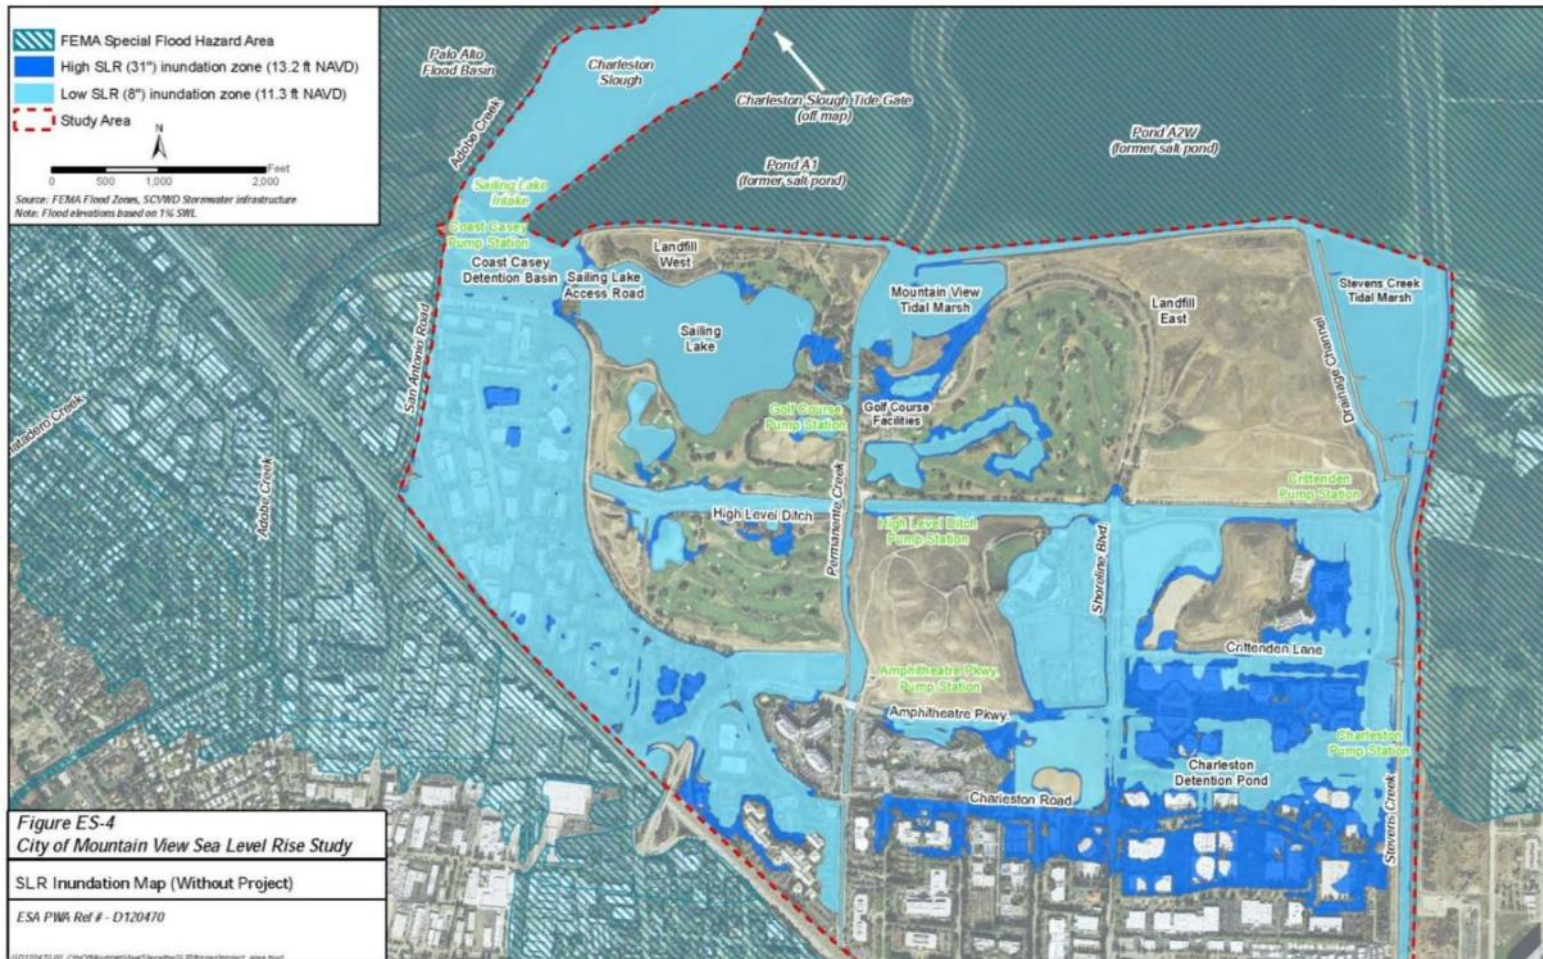 FEMA Special Flood Hazard Area
High SLR (31") inundation zone (13.2 ft NAVD)
Low SLR (8") inundation zone (11.3 ft NAVD)
Study Area
N
Feet
0 500 1,000 2,000
Source: FEMA Flood Zones, SCVWD Stormwater infrastructure
Note: Flood elevations based on 1% SWL.
Palo Alto
Flood Basin
Charleston
Slough
Charleston Slough Tide Gate
(off map)
Adobe Creek
Pond A2W
(former salt pond)
Pond A1
(former salt pond)
Sailing Lake
Intake
Coast Casey
Pump Station
Coast Casey
Detention Basin
Sailing Lake
Access Road
Landfill
West
Mountain View
Tidal Marsh
Landfill
East
Stevens Creek
Tidal Marsh
Sailing
Lake
San Antonio Road
Drainage Channel
Golf Course
Pump Station
Golf Course
Facilities
Adobe Creek
Permanente Creek
High Level Ditch
High Level Ditch
Pump Station
Crittenden
Pump Station
Shoreline Blvd
Crittenden Lane
Amphitheatre Pkwy.
Pump Station
Amphitheatre Pkwy.
Charleston
Pump Station
Charleston
Detention Pond
Charleston Road
Stevens Creek
Figure ES-4
City of Mountain View Sea Level Rise Study
SLR Inundation Map (Without Project)
ESA PWA Ref # - D120470